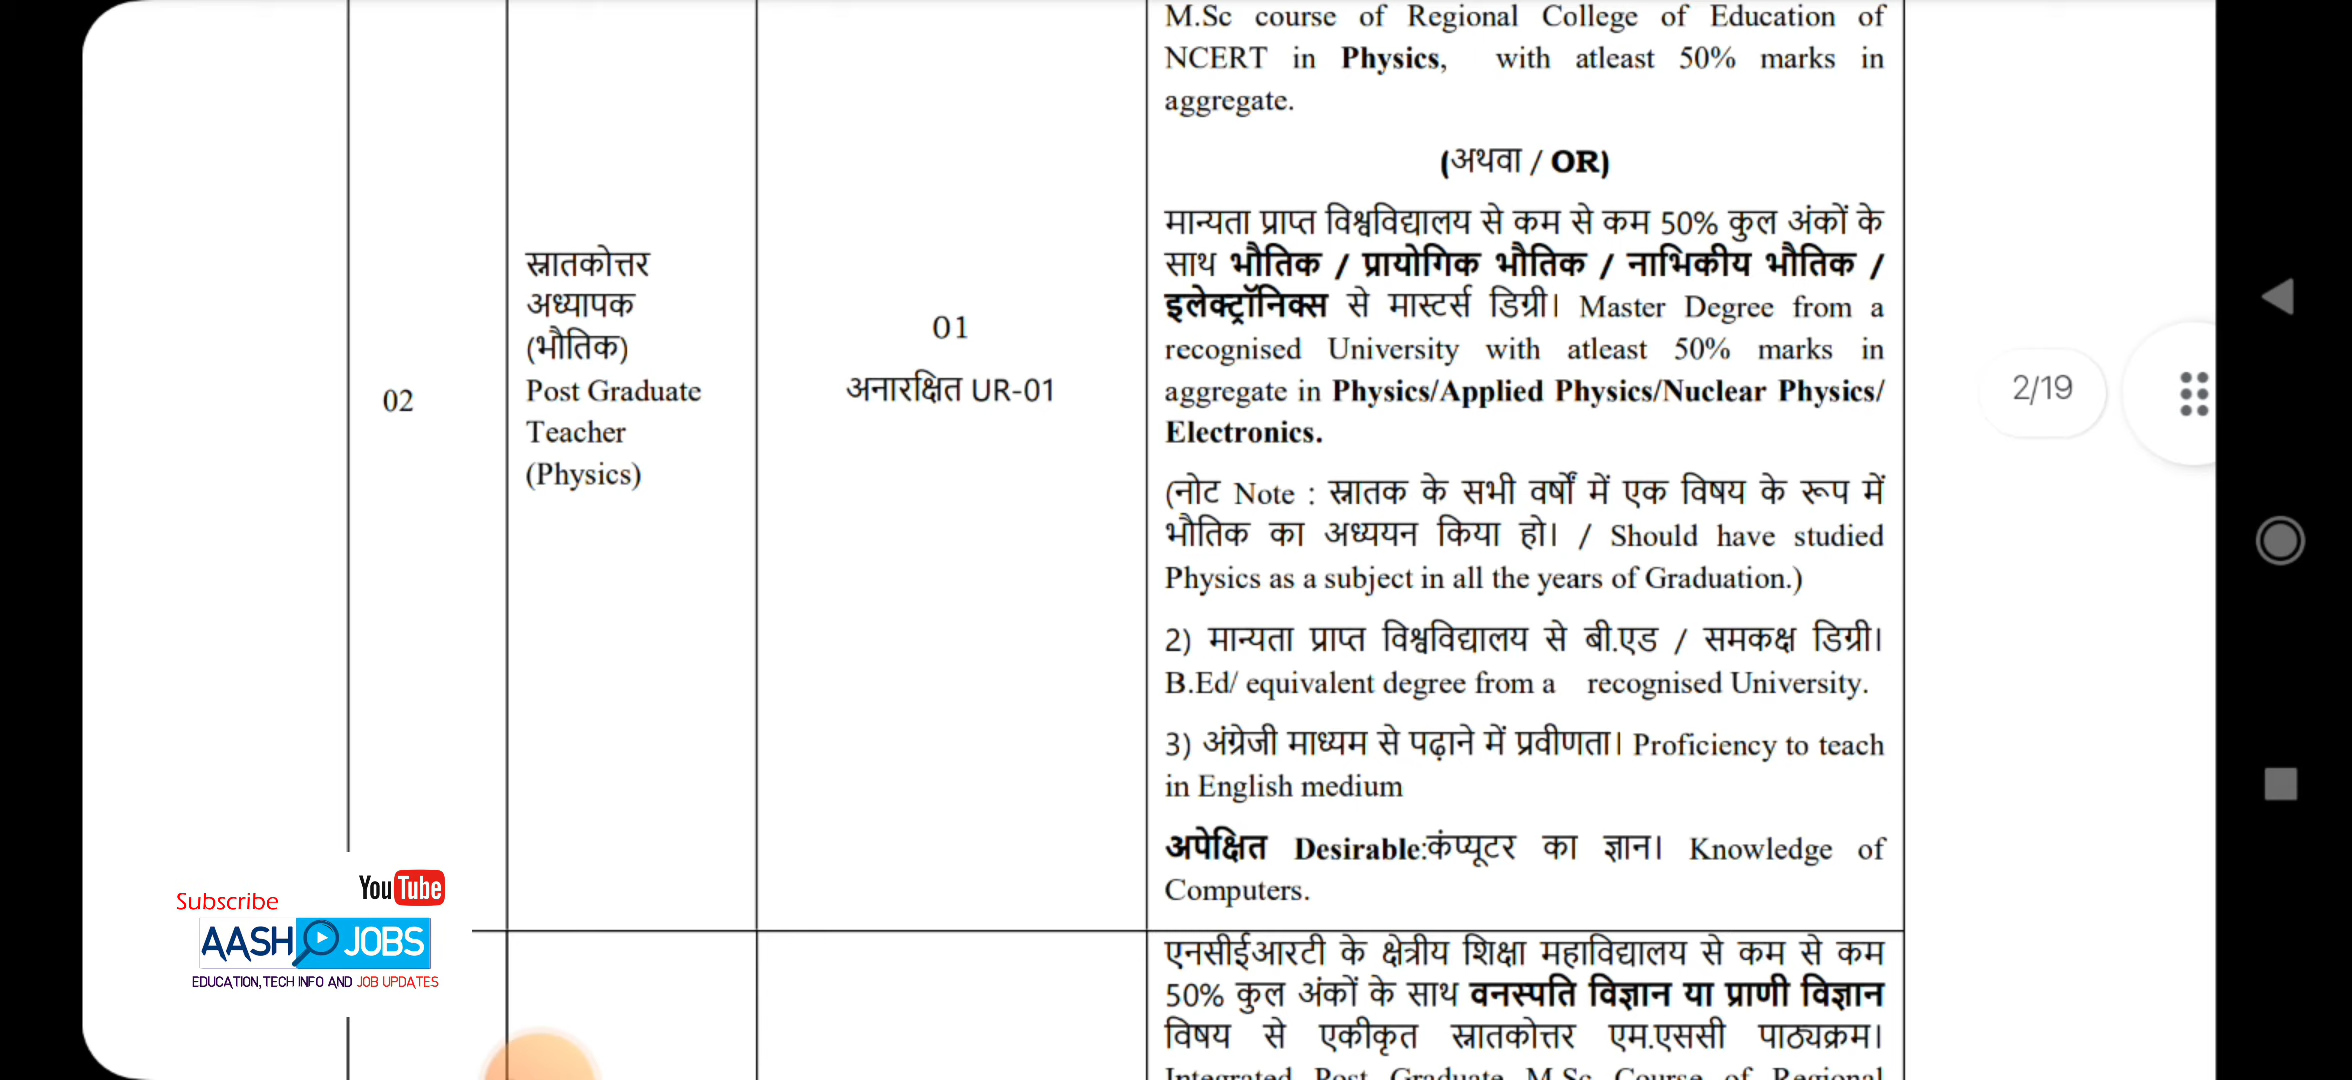 M.Sc course of Regional College of Education of
NCERT in Physics, with atleast 50% marks in
aggregate.
(अथवा / OR)
मान्यता प्राप्त विश्वविद्यालय से कम से कम 50% कुल अंकों के
साथ भौतिक / प्रायोगिक भौतिक / नाभिकीय भौतिक /
इलेक्ट्रॉनिक्स से मास्टर्स डिग्री। Master Degree from a
recognised University with atleast 50% marks in
aggregate in Physics/Applied Physics/Nuclear Physics/
Electronics.
(नोट Note : स्नातक के सभी वर्षों में एक विषय के रूप में
भौतिक का अध्ययन किया हो। / Should have studied
Physics as a subject in all the years of Graduation.)
2) मान्यता प्राप्त विश्वविद्यालय से बी.एड / समकक्ष डिग्री।
B.Ed/ equivalent degree from a recognised University.
3) अंग्रेजी माध्यम से पढ़ाने में प्रवीणता। Proficiency to teach
in English medium
अपेक्षित Desirable:कंप्यूटर का ज्ञान। Knowledge of
Computers.
02
स्नातकोत्तर
अध्यापक
(भौतिक)
Post Graduate
Teacher
(Physics)
01
अनारक्षित UR-01
2/19
एनसीईआरटी के क्षेत्रीय शिक्षा महाविद्यालय से कम से कम
50% कुल अंकों के साथ वनस्पति विज्ञान या प्राणी विज्ञान
विषय से एकीकृत स्नातकोत्तर एम.एससी पाठ्यक्रम।
Integrated Post Graduate M.Sc Course of Regional
Subscribe
YouTube
AASH JOBS
EDUCATION,TECH INFO AND JOB UPDATES